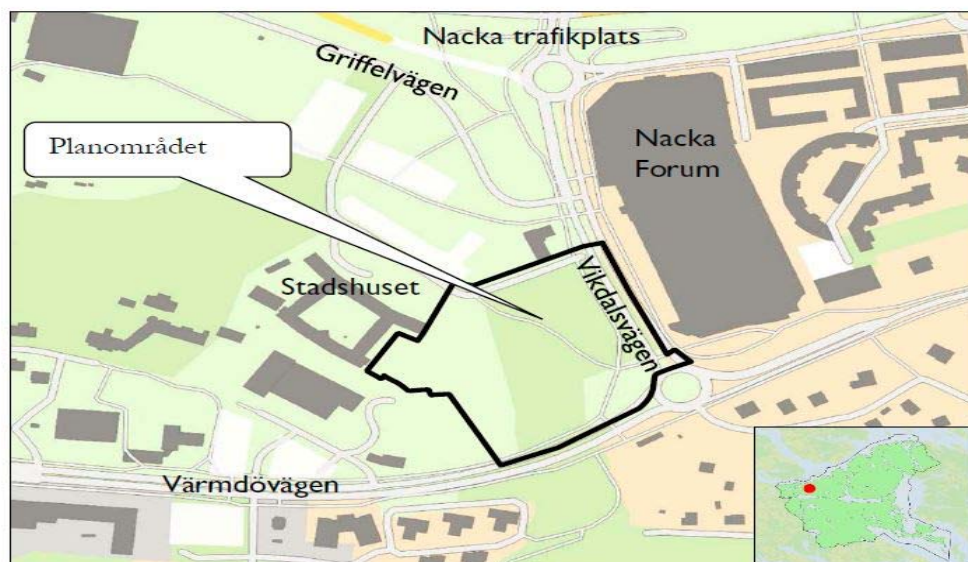 Nacka trafikplats
Griffelvägen
Planområdet
Nacka
Forum
Stadshuset
Vikdalsvägen
Värmdövägen